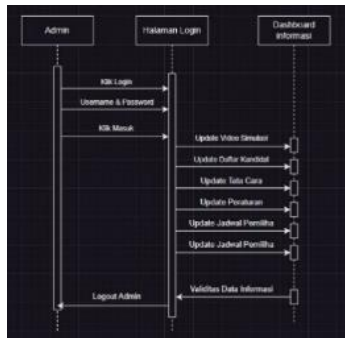 Admin
Halaman Login
Dashboard
informasi
Klik Login
Username & Password
Klik Masuk
Update Video Simulasi
Update Daftar Kandidat
Update Tata Cara
Update Peraturan
Update Jadwal Pemiliha
Update Jadwal Pemiliha
Validitas Data Informasi
Logout Admin